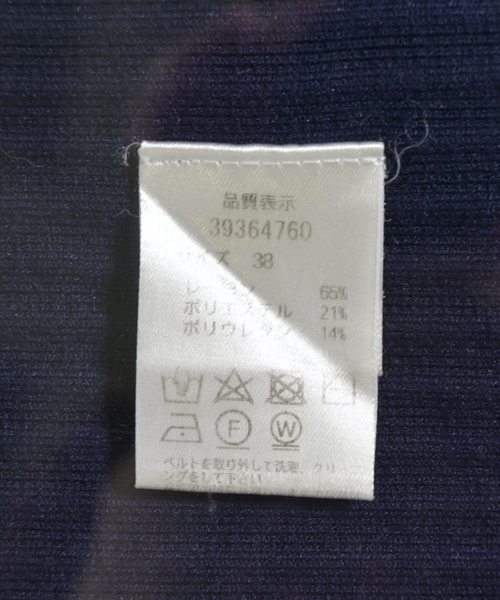 品質表示
39364760
サイズ 38
レーヨン 65%
ポリエステル 21%
ポリウレタン 14%
F W
ベルトを取り外して洗濯、クリー
ングをして下さい